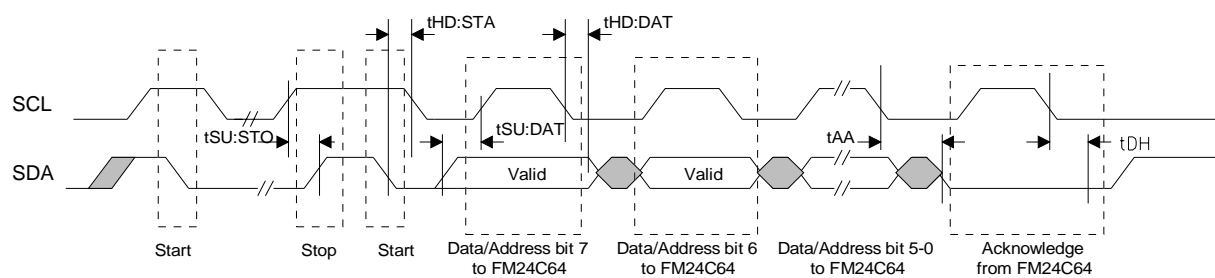 tHD:STA
tHD:DAT
SCL
tSU:STO
tSU:DAT
tAA
tDH
SDA
Valid
Valid
Start
Stop
Start
Data/Address bit 7
to FM24C64
Data/Address bit 6
to FM24C64
Data/Address bit 5-0
to FM24C64
Acknowledge
from FM24C64